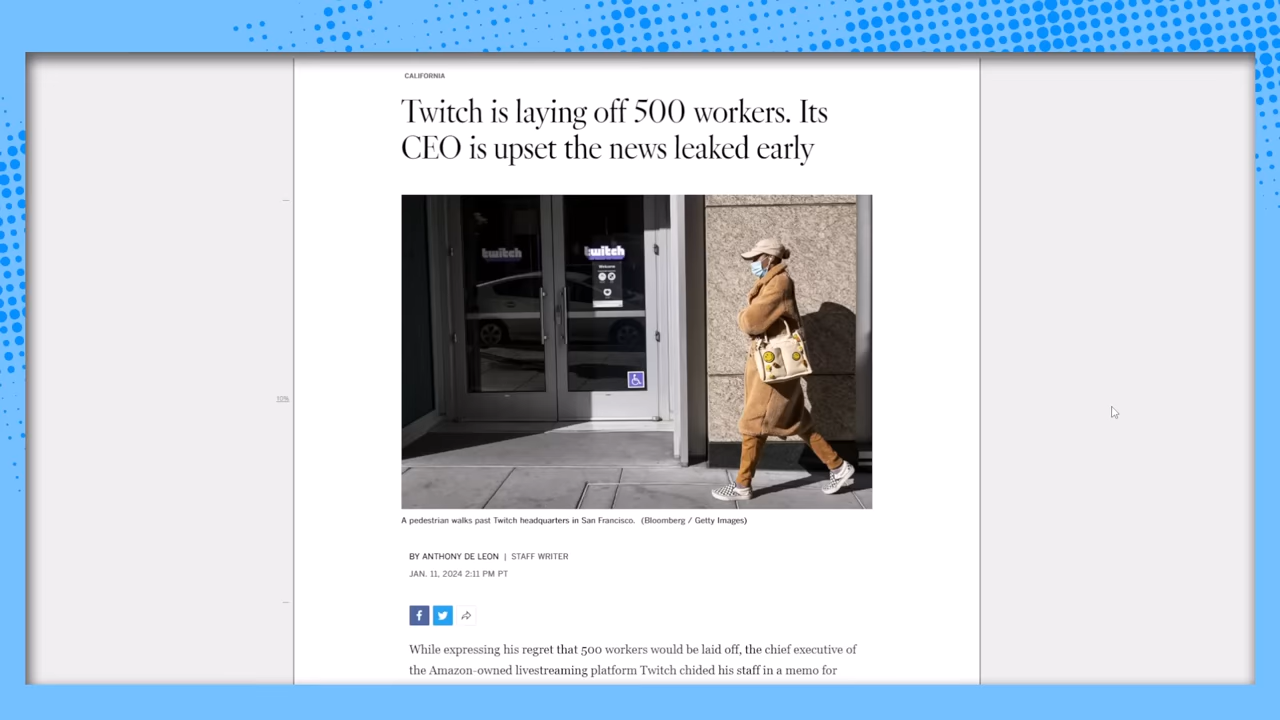 CALIFORNIA
Twitch is laying off 500 workers. Its
CEO is upset the news leaked early
twitch
twitch
Welcome
10%
A pedestrian walks past Twitch headquarters in San Francisco. (Bloomberg / Getty Images)
BY ANTHONY DE LEON | STAFF WRITER
JAN. 11, 2024 2:11 PM PT
While expressing his regret that 500 workers would be laid off, the chief executive of
the Amazon-owned livestreaming platform Twitch chided his staff in a memo for